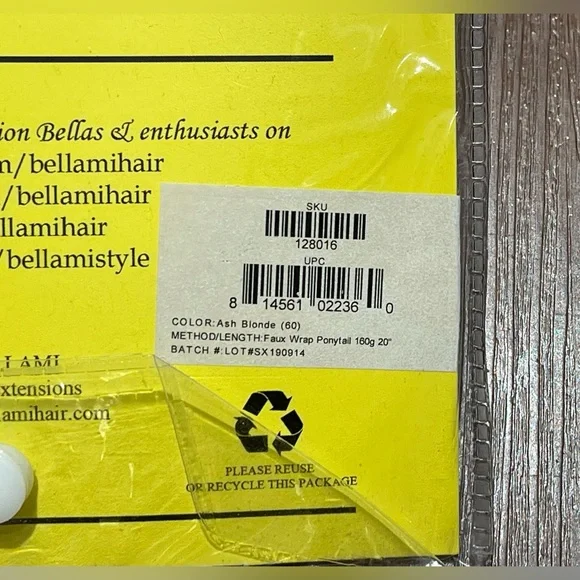 ion Bellas & enthusiasts on
m/bellamihair
/bellamihair
llamihair
/bellamistyle
SKU
128016
UPC
8 14561 02236 0
COLOR:Ash Blonde (60)
METHOD/LENGTH:Faux Wrap Ponytail 160g 20"
BATCH #:LOT#SX190914
LAMI
xtensions
amihair.com
PLEASE REUSE
OR RECYCLE THIS PACKAGE